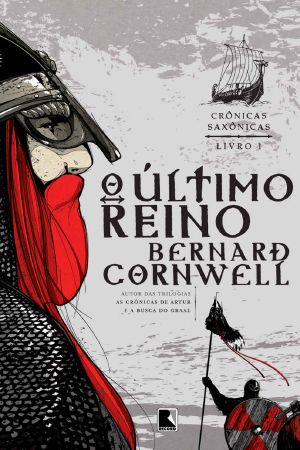 CRÔNICAS
SAXÔNICAS
LIVRO 1
O ÚLTIMO
REINO
BERNARD
CORNWELL
AUTOR DAS TRILOGIAS
AS CRÔNICAS DE ARTUR
E A BUSCA DO GRAAL
RECORD